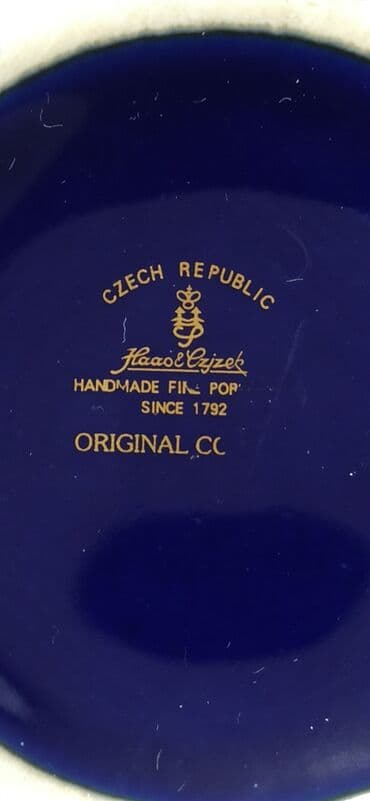 CZECH REPUBLIC
Haas & Czjzek
HANDMADE
SINCE 1792
ORIGINAL